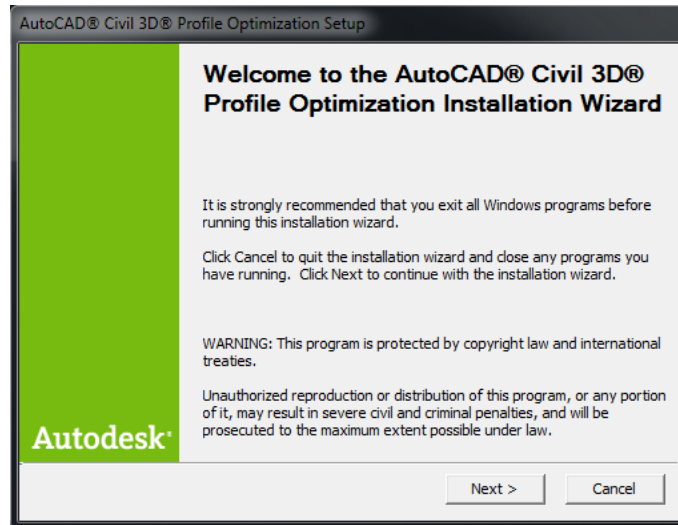 AutoCAD® Civil 3D® Profile Optimization Setup
Welcome to the AutoCAD® Civil 3D®
Profile Optimization Installation Wizard
It is strongly recommended that you exit all Windows programs before
running this installation wizard.
Click Cancel to quit the installation wizard and close any programs you
have running. Click Next to continue with the installation wizard.
WARNING: This program is protected by copyright law and international
treaties.
Unauthorized reproduction or distribution of this program, or any portion
of it, may result in severe civil and criminal penalties, and will be
prosecuted to the maximum extent possible under law.
Autodesk®
Next >
Cancel